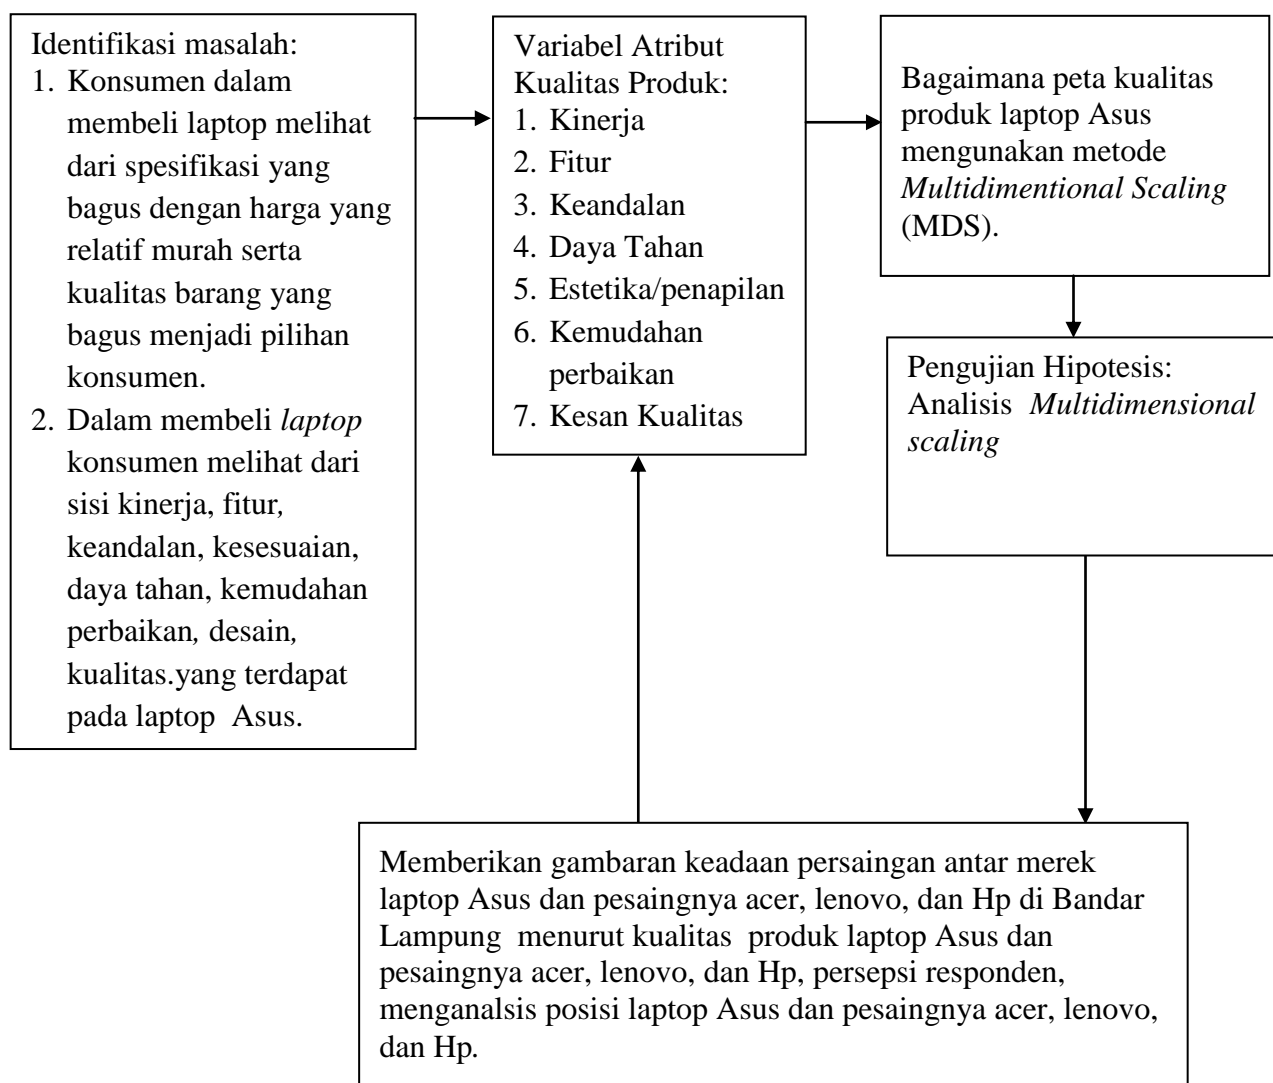 Identifikasi masalah:
1. Konsumen dalam
membeli laptop melihat
dari spesifikasi yang
bagus dengan harga yang
relatif murah serta
kualitas barang yang
bagus menjadi pilihan
konsumen.
2. Dalam membeli laptop
konsumen melihat dari
sisi kinerja, fitur,
keandalan, kesesuaian,
daya tahan, kemudahan
perbaikan, desain,
kualitas.yang terdapat
pada laptop Asus.
Variabel Atribut
Kualitas Produk:
1. Kinerja
2. Fitur
3. Keandalan
4. Daya Tahan
5. Estetika/penapilan
6. Kemudahan
perbaikan
7. Kesan Kualitas
Bagaimana peta kualitas
produk laptop Asus
mengunakan metode
Multidimentional Scaling
(MDS).
Pengujian Hipotesis:
Analisis Multidimensional
scaling
Memberikan gambaran keadaan persaingan antar merek
laptop Asus dan pesaingnya acer, lenovo, dan Hp di Bandar
Lampung menurut kualitas produk laptop Asus dan
pesaingnya acer, lenovo, dan Hp, persepsi responden,
menganalsis posisi laptop Asus dan pesaingnya acer, lenovo,
dan Hp.